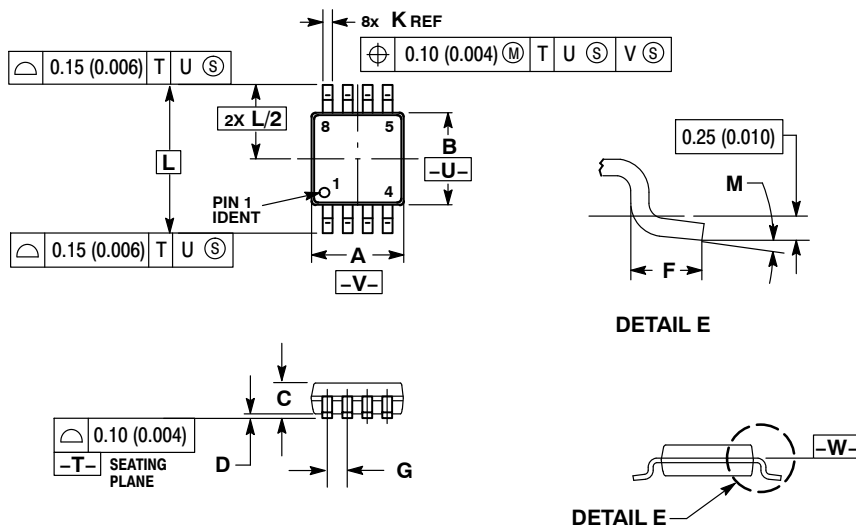 8x K REF
⌖ 0.10 (0.004) Ⓜ T U Ⓢ V Ⓢ
⌓ 0.15 (0.006) T U Ⓢ
2X L/2
8 5
B
-U-
L
PIN 1
IDENT
1 4
⌓ 0.15 (0.006) T U Ⓢ
A
-V-
0.25 (0.010)
M
F
DETAIL E
C
⌓ 0.10 (0.004)
-T- SEATING
PLANE
D
G
-W-
DETAIL E